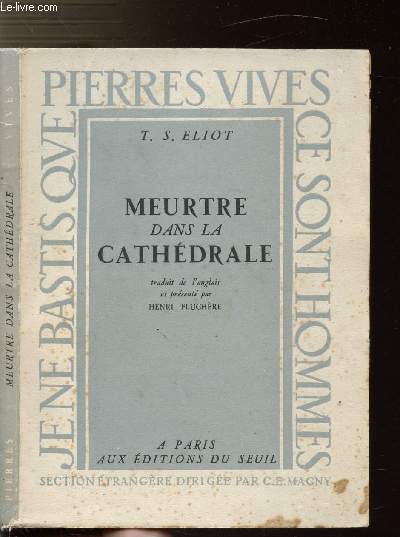 Le-livre.com
JE NE BASTIS QVE
PIERRES VIVES
CE SONT HOMMES
T. S. ELIOT
MEURTRE
DANS LA
CATHÉDRALE
traduit de l'anglais
et présenté par
HENRI FLUCHÈRE
A PARIS
AUX ÉDITIONS DU SEUIL
SECTION ÉTRANGÈRE DIRIGÉE PAR C. E. MAGNY
PIERRES MEURTRE DANS LA CATHÉDRALE VIVES